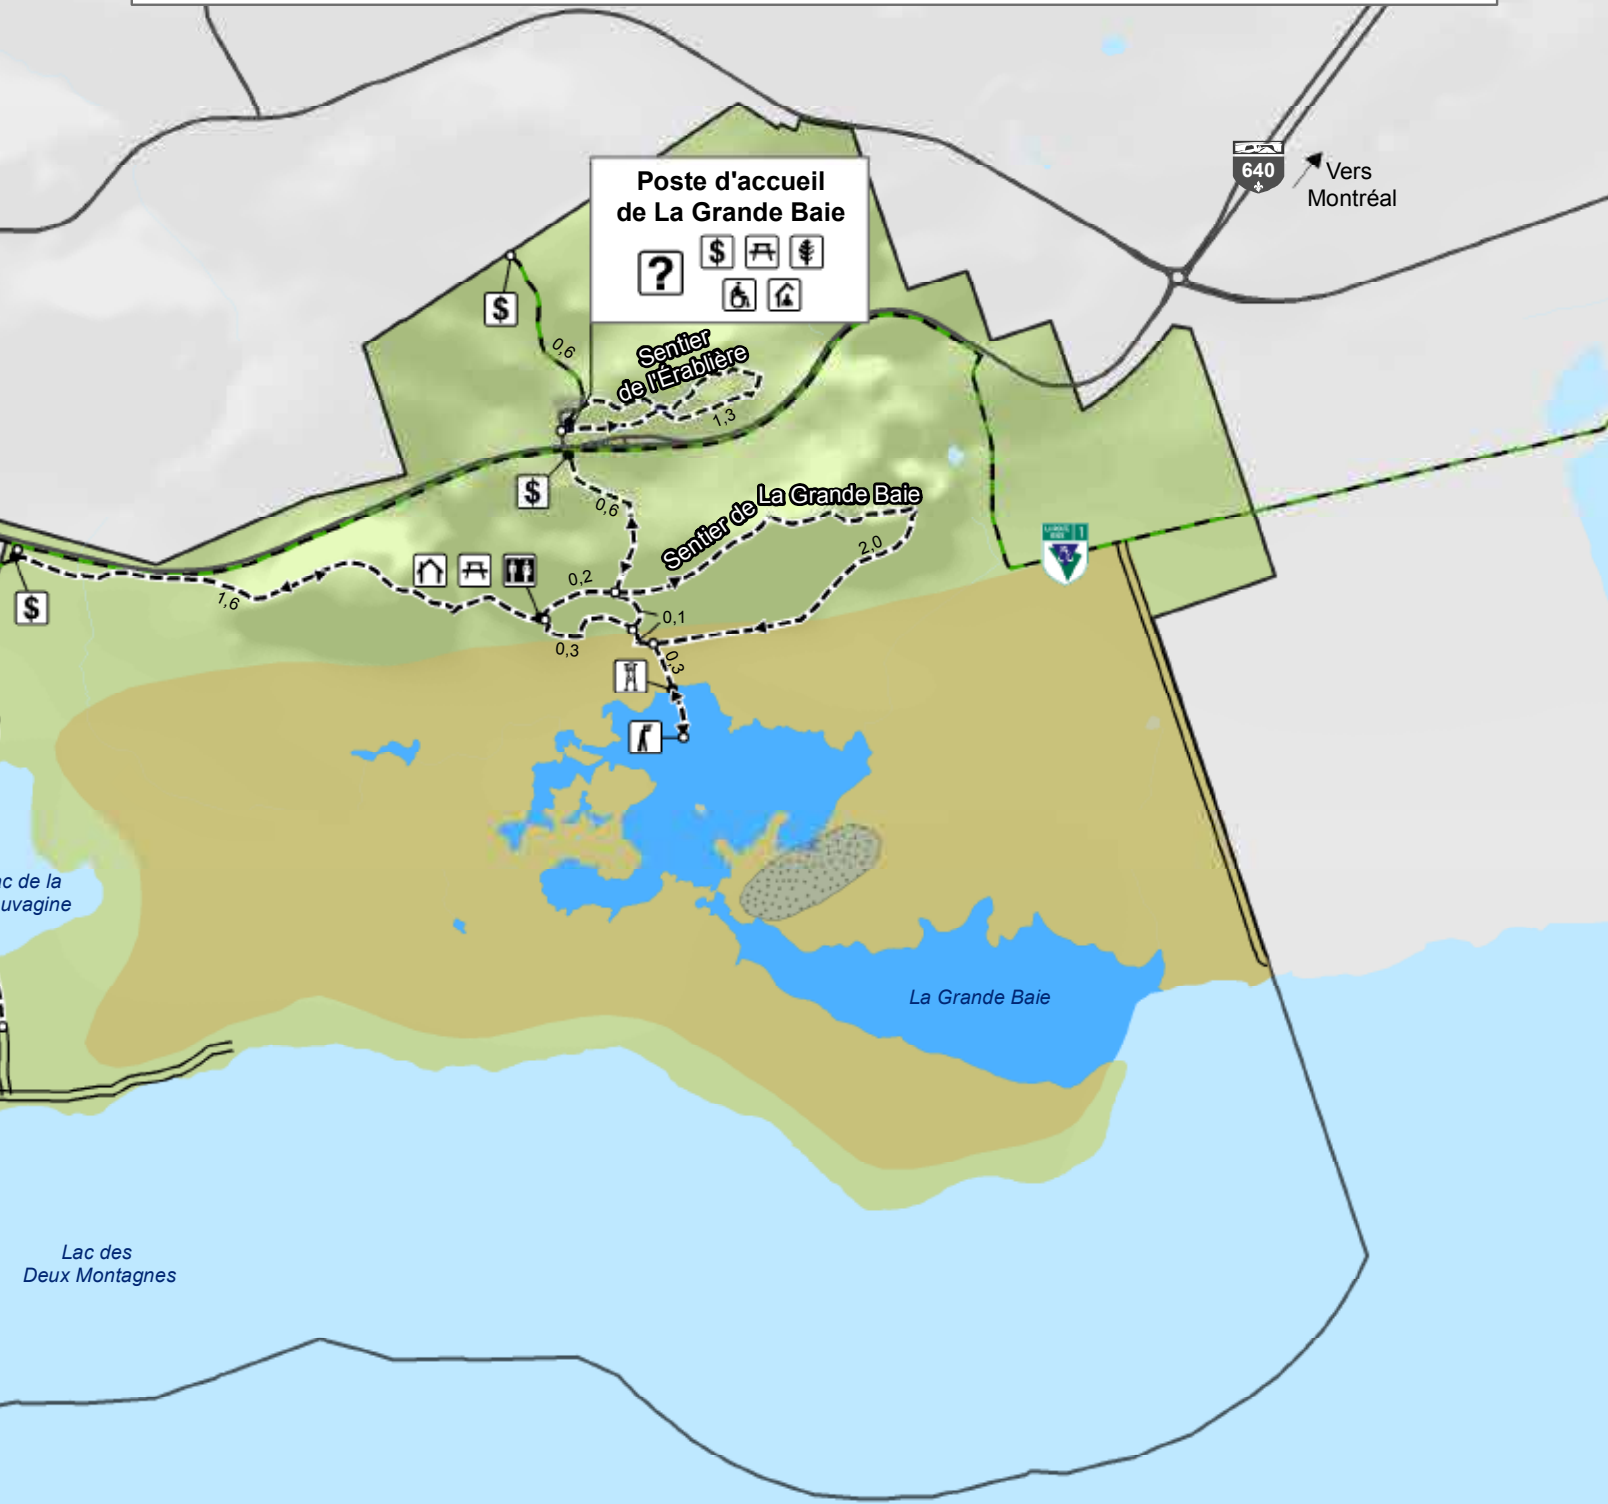 640
Vers
Montréal
Poste d'accueil
de La Grande Baie
$
?
$
0,6
Sentier
de l'Érablière
1,3
$
0,6
Sentier de La Grande Baie
2,0
1
0,2
0,1
1,6
$
0,3
0,3
c de la
uvagine
La Grande Baie
Lac des
Deux Montagnes